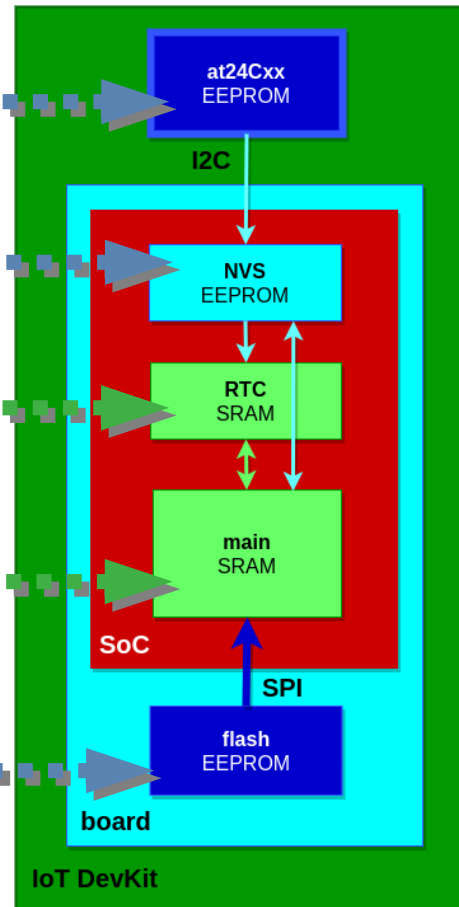 at24Cxx
EEPROM
I2C
NVS
EEPROM
RTC
SRAM
main
SRAM
SoC
SPI
flash
EEPROM
board
IoT DevKit